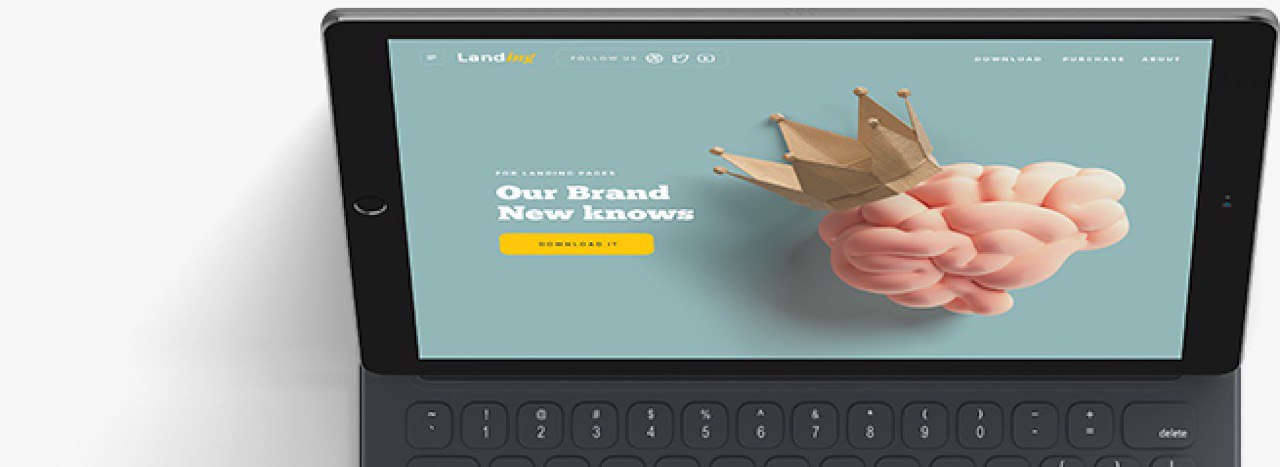 Landing
FOLLOW US
DOWNLOAD PURCHASE ABOUT
FOR LANDING PAGES
Our Brand
New knows
DOWNLOAD IT
~ ! @ # $ % ^ & * ( ) – +
` 1 2 3 4 5 6 7 8 9 0 - = delete